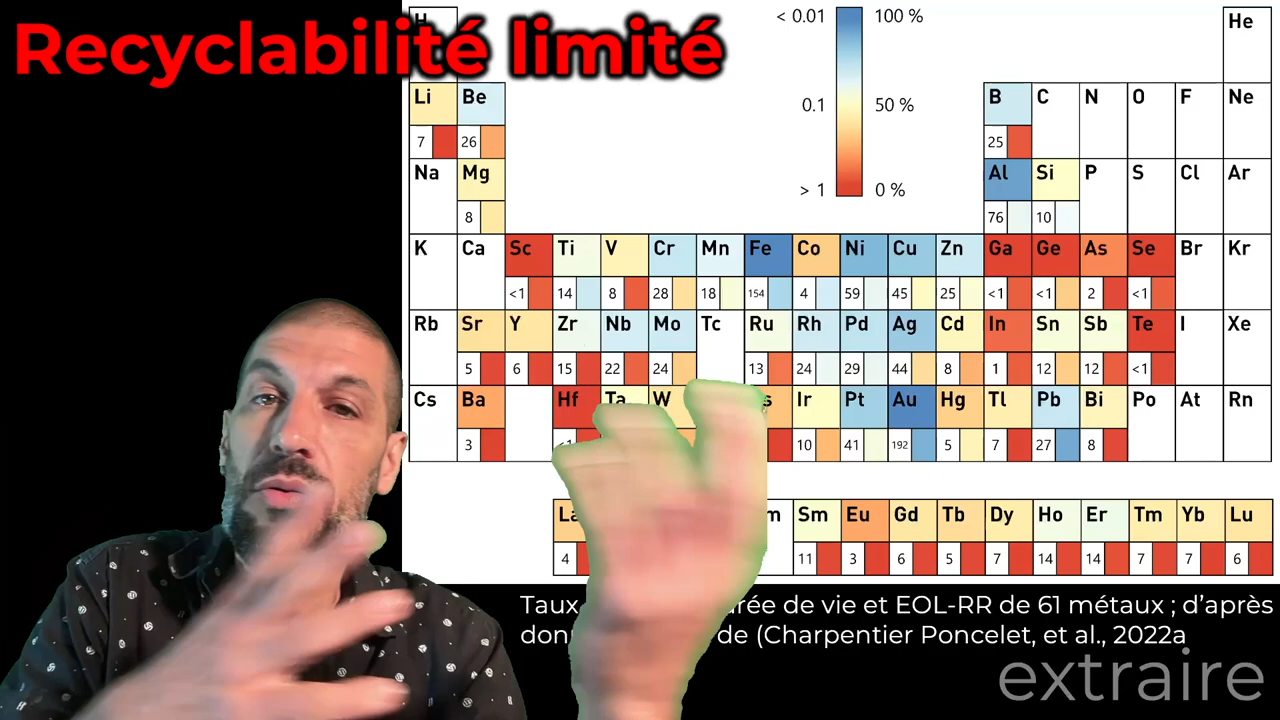 Recyclabilité limité
H
< 0.01 100 %
He
Li Be
0.1 50 %
B C N O F Ne
7 26
25
Na Mg
> 1 0 %
Al Si P S Cl Ar
8
76 10
K Ca Sc Ti V Cr Mn Fe Co Ni Cu Zn Ga Ge As Se Br Kr
<1 14 8 28 18 154 4 59 45 25 <1 <1 2 <1
Rb Sr Y Zr Nb Mo Tc Ru Rh Pd Ag Cd In Sn Sb Te I Xe
5 6 15 22 24 13 24 29 44 8 1 12 12 <1
Cs Ba Hf Ta W Ir Pt Au Hg Tl Pb Bi Po At Rn
3 10 41 192 5 7 27 8
La Sm Eu Gd Tb Dy Ho Er Tm Yb Lu
4 11 3 6 5 7 14 14 7 7 6
Taux de vie et EOL-RR de 61 métaux ; d’après
de (Charpentier Poncelet, et al., 2022a
extraire